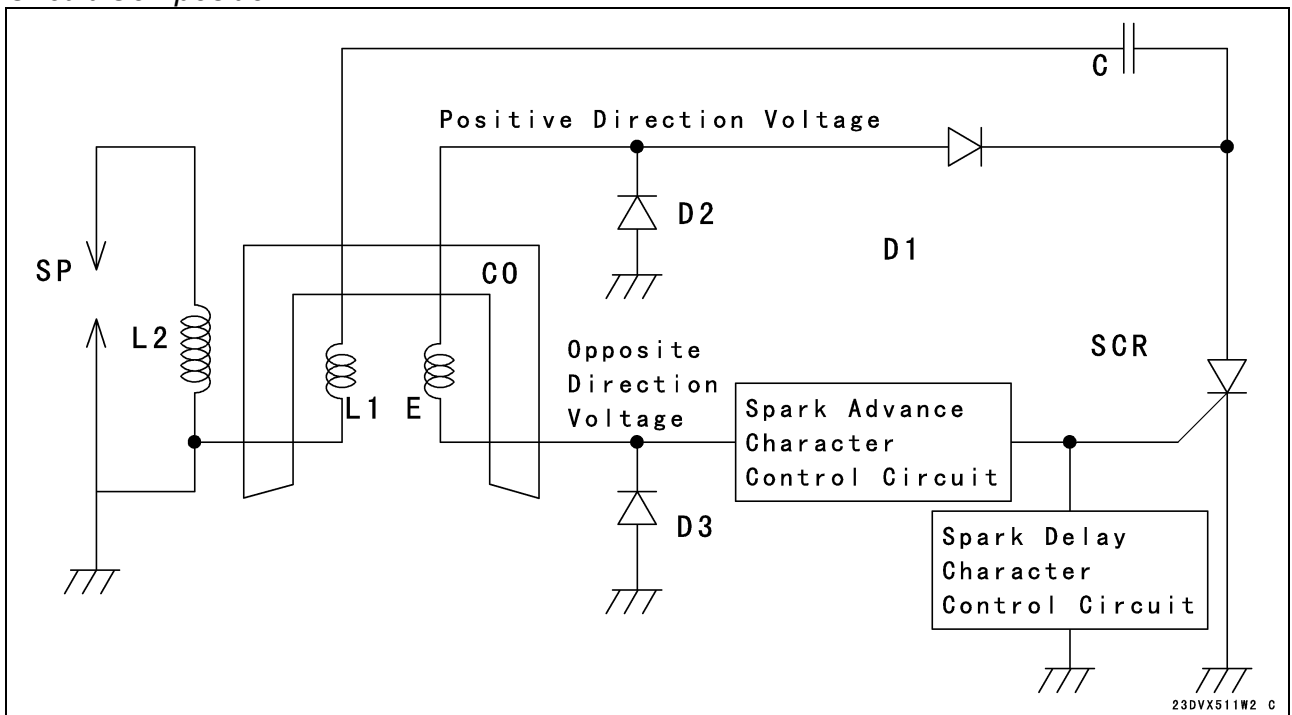 C
Positive Direction Voltage
D2
D1
SP
CO
L2
L1
E
Opposite
Direction
Voltage
SCR
Spark Advance
Character
Control Circuit
D3
Spark Delay
Character
Control Circuit
23DVX511W2 C